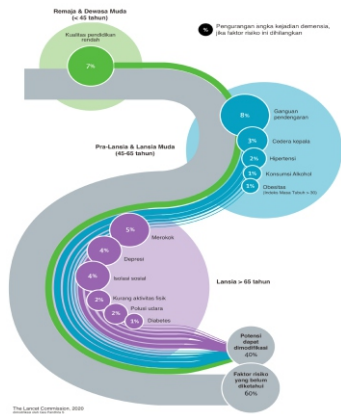 Remaja & Dewasa Muda
(< 45 tahun)
Kualitas pendidikan
rendah
7%
%
Pengurangan angka kejadian demensia,
jika faktor risiko ini dihilangkan
Pra-Lansia & Lansia Muda
(45-65 tahun)
8%
Ganguan
pendengaran
3%
Cedera kepala
2%
Hipertensi
1%
Konsumsi Alkohol
1%
Obesitas
5%
Merokok
4%
Depresi
4%
Isolasi sosial
2%
Kurang aktivitas fisik
2%
Polusi udara
1%
Diabetes
Lansia > 65 tahun
Potensi
dapat
dimodifikasi
40%
Faktor risiko
yang belum
diketahui
60%
The Lancet Commission, 2020